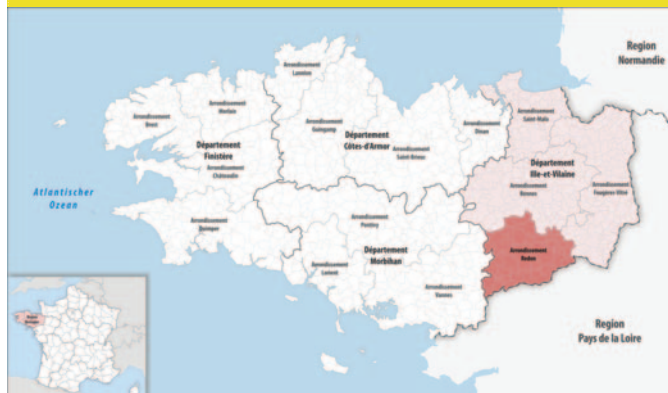 Region
Normandie
Arrondissement
Lannion
Arrondissement
Morlaix
Arrondissement
Brest
Arrondissement
Guingamp
Département
Côtes-d'Armor
Arrondissement
Saint-Brieuc
Arrondissement
Dinan
Arrondissement
Saint-Malo
Département
Finistère
Arrondissement
Châteaulin
Département
Ille-et-Vilaine
Arrondissement
Rennes
Arrondissement
Fougères-Vitré
Atlantischer
Ozean
Arrondissement
Quimper
Arrondissement
Pontivy
Département
Morbihan
Arrondissement
Lorient
Arrondissement
Vannes
Arrondissement
Redon
Region
Pays de la Loire
Region
Bretagne